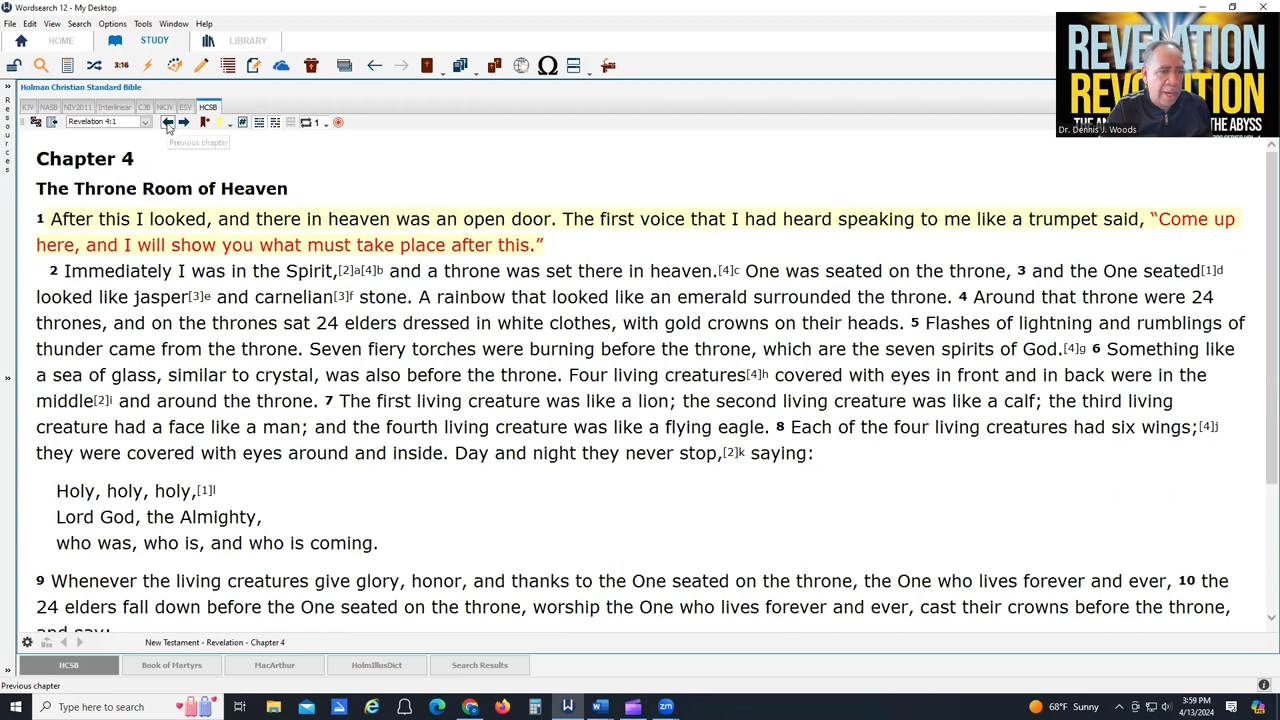 Wordsearch 12 - My Desktop
File Edit View Search Options Tools Window Help
HOME STUDY LIBRARY
3:16
Holman Christian Standard Bible
KJV NASB NIV2011 Interlinear CJB NKJV ESV HCSB
Revelation 4:1
1
Previous chapter
REVELATION
REVOL
THE AN
THE ABYSS
Dr. Dennis J. Woods
Resources
Chapter 4
The Throne Room of Heaven
1 After this I looked, and there in heaven was an open door. The first voice that I had heard speaking to me like a trumpet said, “Come up
here, and I will show you what must take place after this.”
2 Immediately I was in the Spirit,[2]a[4]b and a throne was set there in heaven.[4]c One was seated on the throne, 3 and the One seated[1]d
looked like jasper[3]e and carnelian[3]f stone. A rainbow that looked like an emerald surrounded the throne. 4 Around that throne were 24
thrones, and on the thrones sat 24 elders dressed in white clothes, with gold crowns on their heads. 5 Flashes of lightning and rumblings of
thunder came from the throne. Seven fiery torches were burning before the throne, which are the seven spirits of God.[4]g 6 Something like
a sea of glass, similar to crystal, was also before the throne. Four living creatures[4]h covered with eyes in front and in back were in the
middle[2]i and around the throne. 7 The first living creature was like a lion; the second living creature was like a calf; the third living
creature had a face like a man; and the fourth living creature was like a flying eagle. 8 Each of the four living creatures had six wings;[4]j
they were covered with eyes around and inside. Day and night they never stop,[2]k saying:
Holy, holy, holy,[1]l
Lord God, the Almighty,
who was, who is, and who is coming.
9 Whenever the living creatures give glory, honor, and thanks to the One seated on the throne, the One who lives forever and ever, 10 the
24 elders fall down before the One seated on the throne, worship the One who lives forever and ever, cast their crowns before the throne,
and say:
New Testament - Revelation - Chapter 4
HCSB Book of Martyrs MacArthur HolmIllusDict Search Results
Previous chapter
Type here to search
68°F Sunny
3:59 PM
4/13/2024